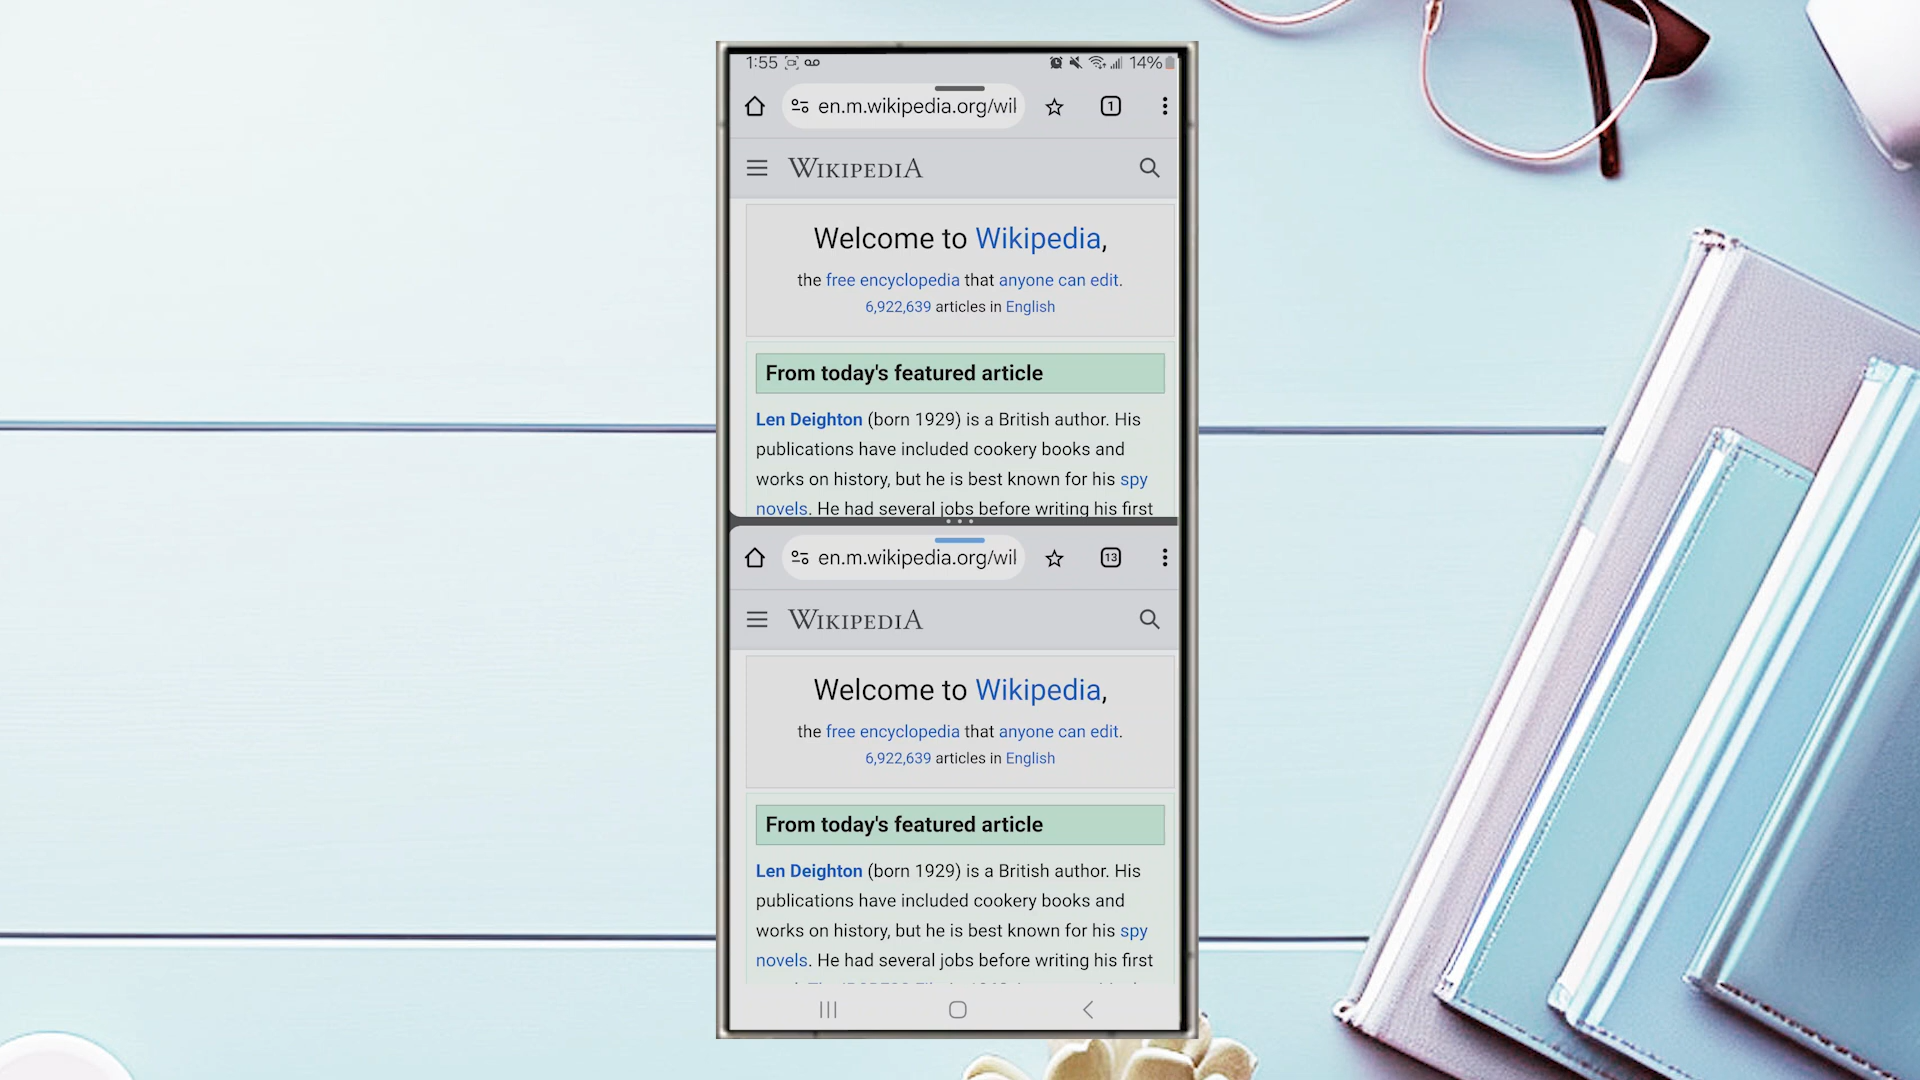 1:55 14%
en.m.wikipedia.org/wil 1
WIKIPEDIA
Welcome to Wikipedia,
the free encyclopedia that anyone can edit.
6,922,639 articles in English
From today's featured article
Len Deighton (born 1929) is a British author. His
publications have included cookery books and
works on history, but he is best known for his spy
novels. He had several jobs before writing his first
en.m.wikipedia.org/wil 13
WIKIPEDIA
Welcome to Wikipedia,
the free encyclopedia that anyone can edit.
6,922,639 articles in English
From today's featured article
Len Deighton (born 1929) is a British author. His
publications have included cookery books and
works on history, but he is best known for his spy
novels. He had several jobs before writing his first